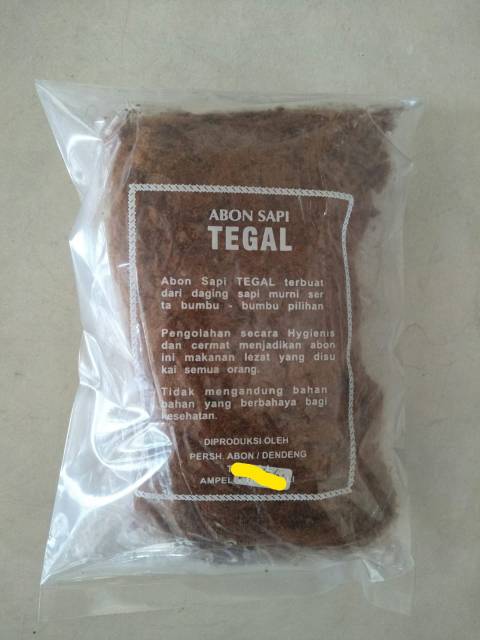 ABON SAPI
TEGAL
Abon Sapi TEGAL terbuat
dari daging sapi murni ser
ta bumbu - bumbu pilihan
Pengolahan secara Hygienis
dan cermat menjadikan abon
ini makanan lezat yang disu
kai semua orang.
Tidak mengandung bahan
bahan yang berbahaya bagi
kesehatan.
DIPRODUKSI OLEH
PERSH. ABON / DENDENG
AMPEL